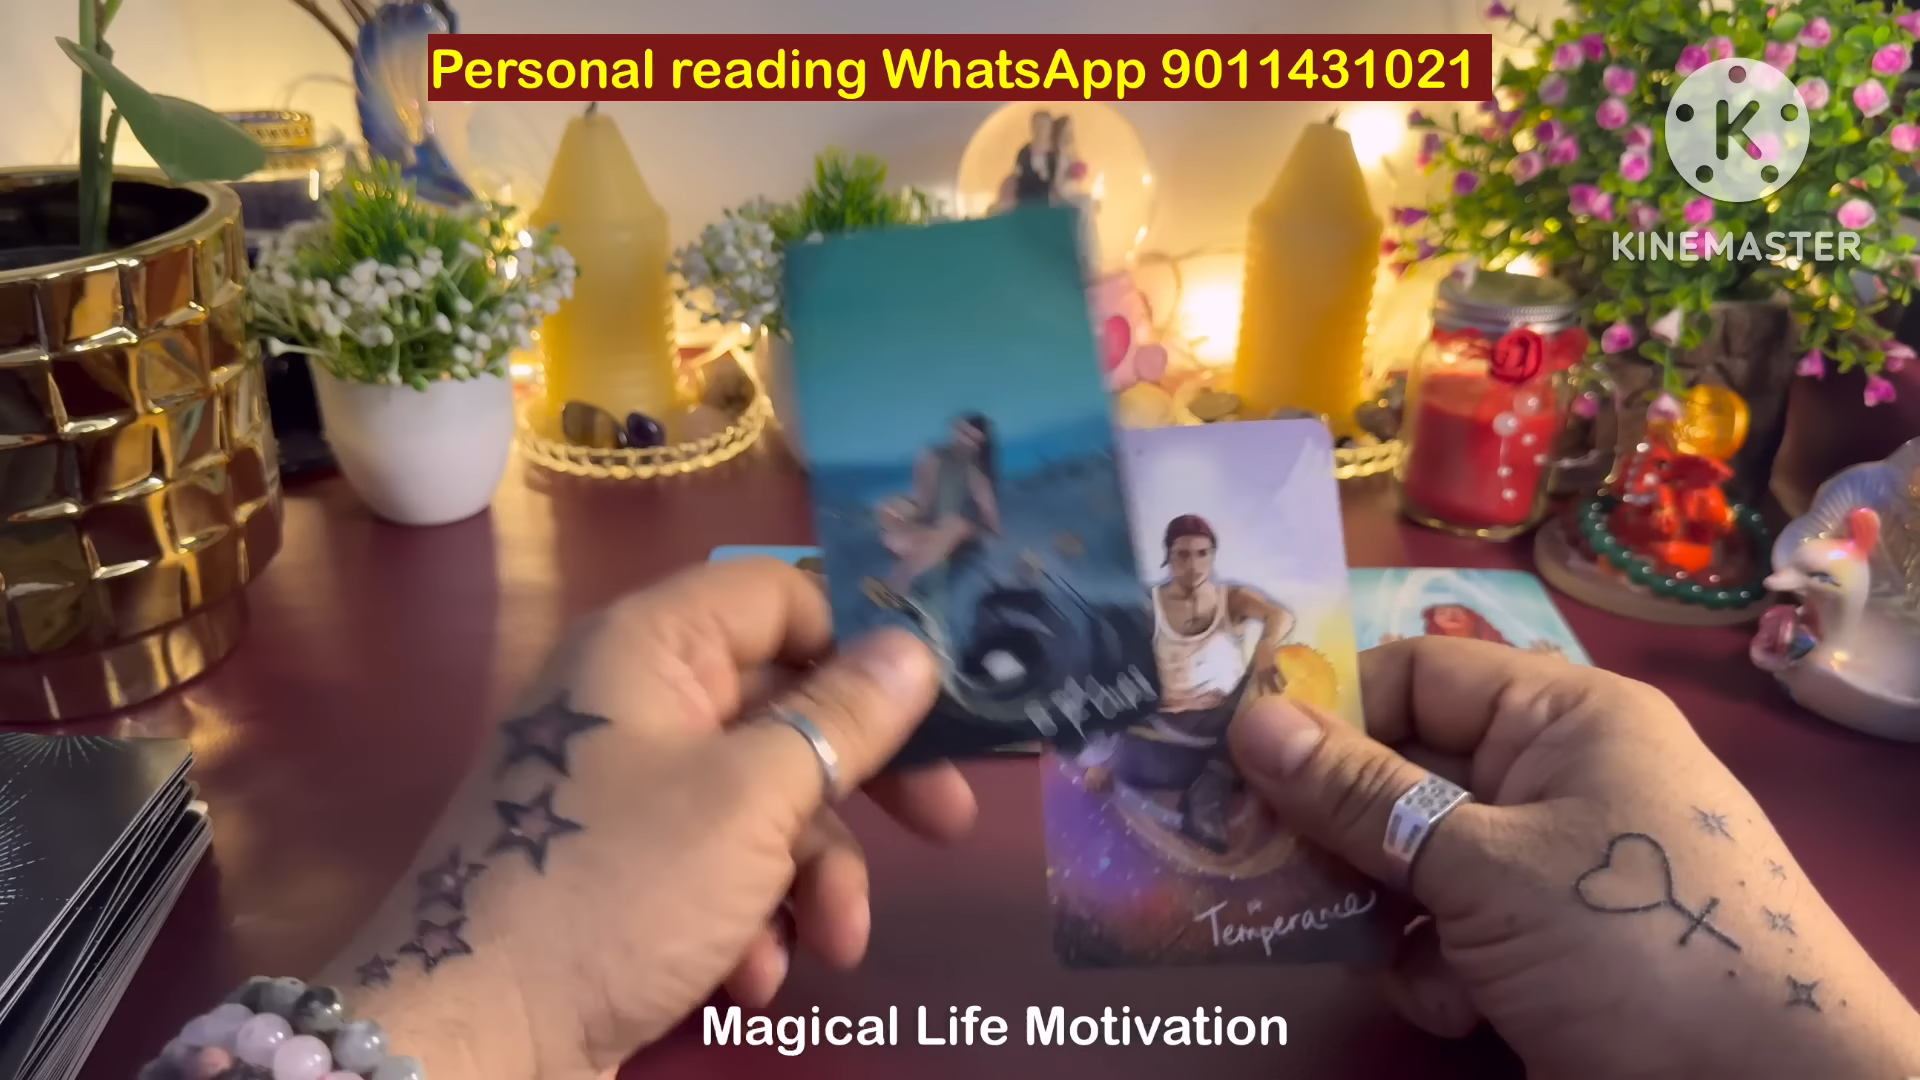 Personal reading WhatsApp 9011431021
KINEMASTER
Temperance
Magical Life Motivation